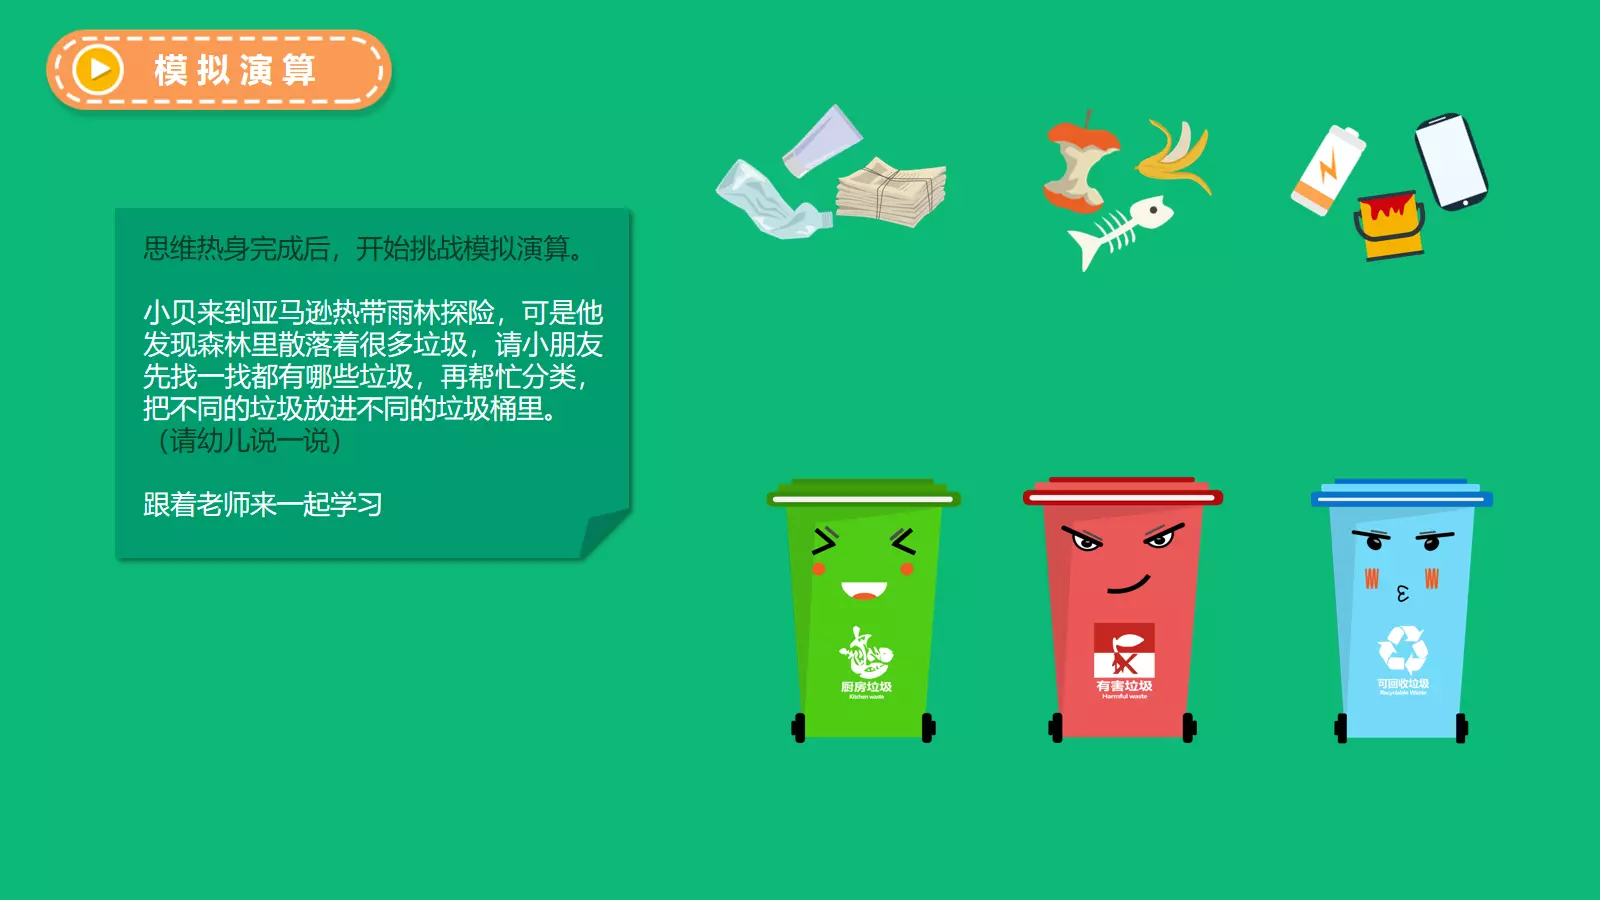 模拟演算
思维热身完成后，开始挑战模拟演算。
小贝来到亚马逊热带雨林探险，可是他
发现森林里散落着很多垃圾，请小朋友
先找一找都有哪些垃圾，再帮忙分类，
把不同的垃圾放进不同的垃圾桶里。
（请幼儿说一说）
跟着老师来一起学习
厨房垃圾
Kitchen waste
有害垃圾
Harmful waste
可回收垃圾
Recyclable Waste